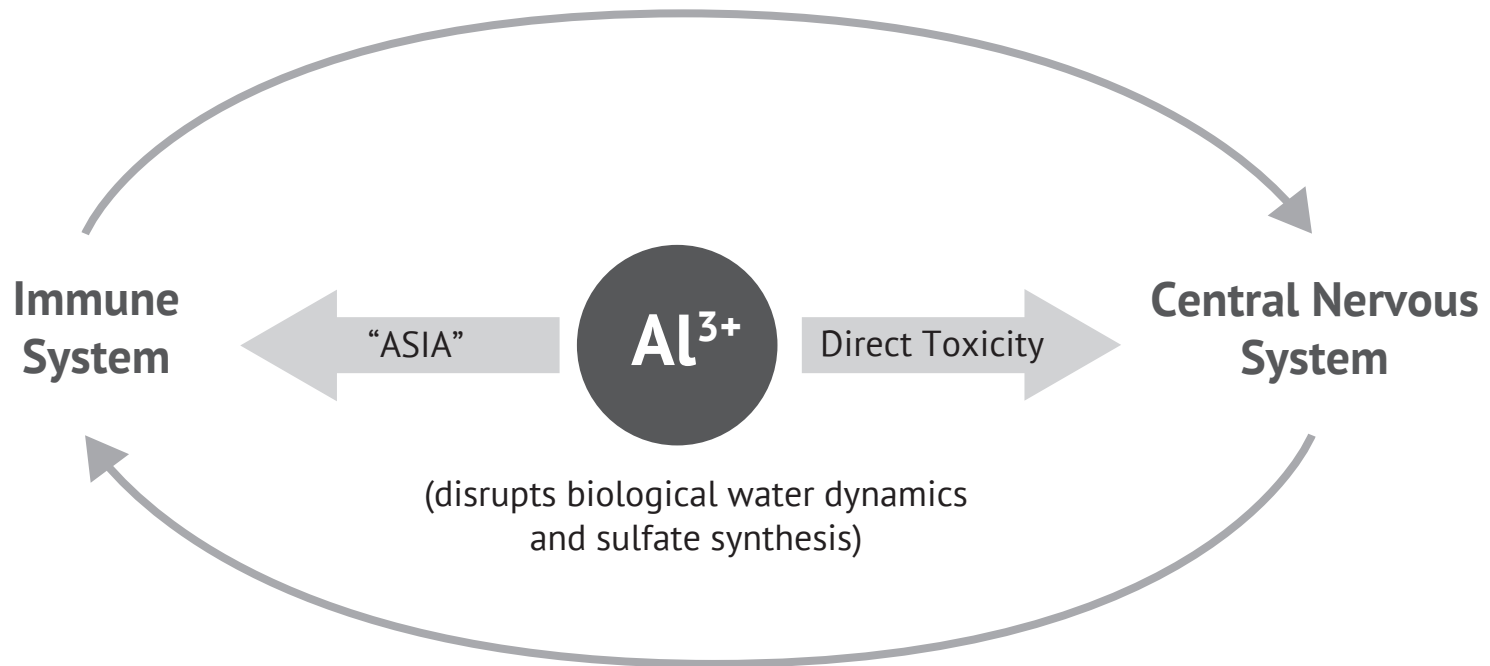 Immune
System
“ASIA”
Al³⁺
Direct Toxicity
Central Nervous
System
(disrupts biological water dynamics
and sulfate synthesis)